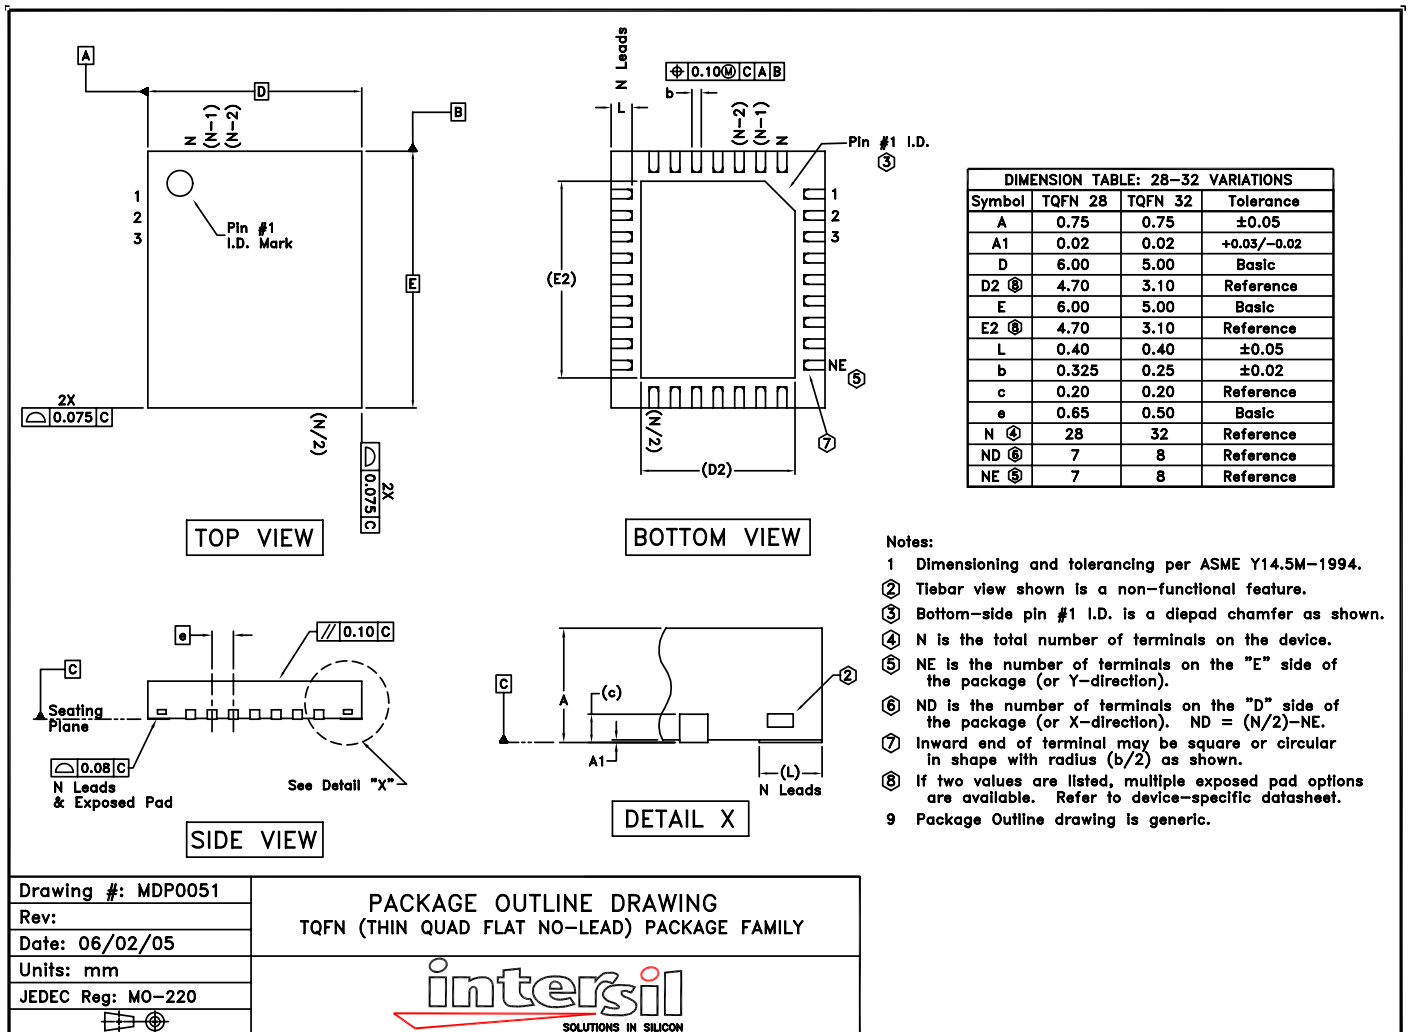 A
D
B
N
(N-1)
(N-2)
1
2
3
Pin #1
I.D. Mark
E
2X
0.075 C
(N/2)
2X
0.075 C
TOP VIEW
N Leads
0.10Ⓜ C A B
b
L
(N-2)
(N-1)
N
Pin #1 I.D.
3
1
2
3
(E2)
NE
5
(N/2)
7
(D2)
BOTTOM VIEW
DIMENSION TABLE: 28-32 VARIATIONS
Symbol TQFN 28 TQFN 32 Tolerance
A 0.75 0.75 ±0.05
A1 0.02 0.02 +0.03/-0.02
D 6.00 5.00 Basic
D2 8 4.70 3.10 Reference
E 6.00 5.00 Basic
E2 8 4.70 3.10 Reference
L 0.40 0.40 ±0.05
b 0.325 0.25 ±0.02
c 0.20 0.20 Reference
e 0.65 0.50 Basic
N 4 28 32 Reference
ND 6 7 8 Reference
NE 5 7 8 Reference
Notes:
1 Dimensioning and tolerancing per ASME Y14.5M-1994.
2 Tiebar view shown is a non-functional feature.
3 Bottom-side pin #1 I.D. is a diepad chamfer as shown.
4 N is the total number of terminals on the device.
5 NE is the number of terminals on the "E" side of
the package (or Y-direction).
6 ND is the number of terminals on the "D" side of
the package (or X-direction). ND = (N/2)-NE.
7 Inward end of terminal may be square or circular
in shape with radius (b/2) as shown.
8 If two values are listed, multiple exposed pad options
are available. Refer to device-specific datasheet.
9 Package Outline drawing is generic.
e
// 0.10 C
C
Seating
Plane
0.08 C
N Leads
& Exposed Pad
See Detail "X"
SIDE VIEW
C
A
(c)
2
A1
(L)
N Leads
DETAIL X
Drawing #: MDP0051
Rev:
Date: 06/02/05
Units: mm
JEDEC Reg: MO-220
PACKAGE OUTLINE DRAWING
TQFN (THIN QUAD FLAT NO-LEAD) PACKAGE FAMILY
intersil
SOLUTIONS IN SILICON